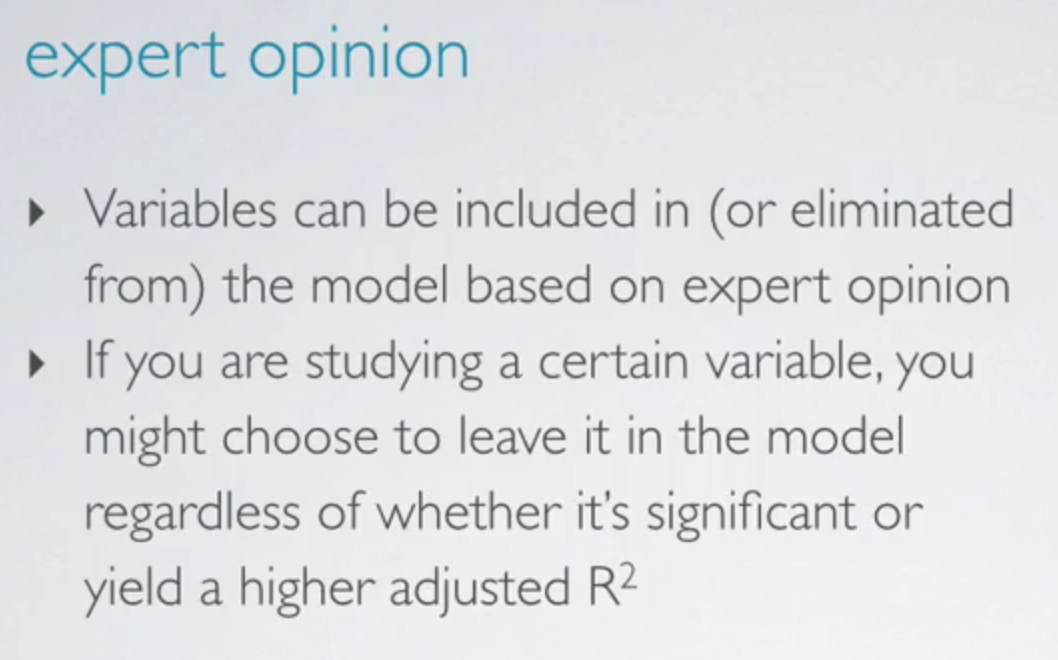 expert opinion
▸ Variables can be included in (or eliminated
from) the model based on expert opinion
▸ If you are studying a certain variable, you
might choose to leave it in the model
regardless of whether it's significant or
yield a higher adjusted R²